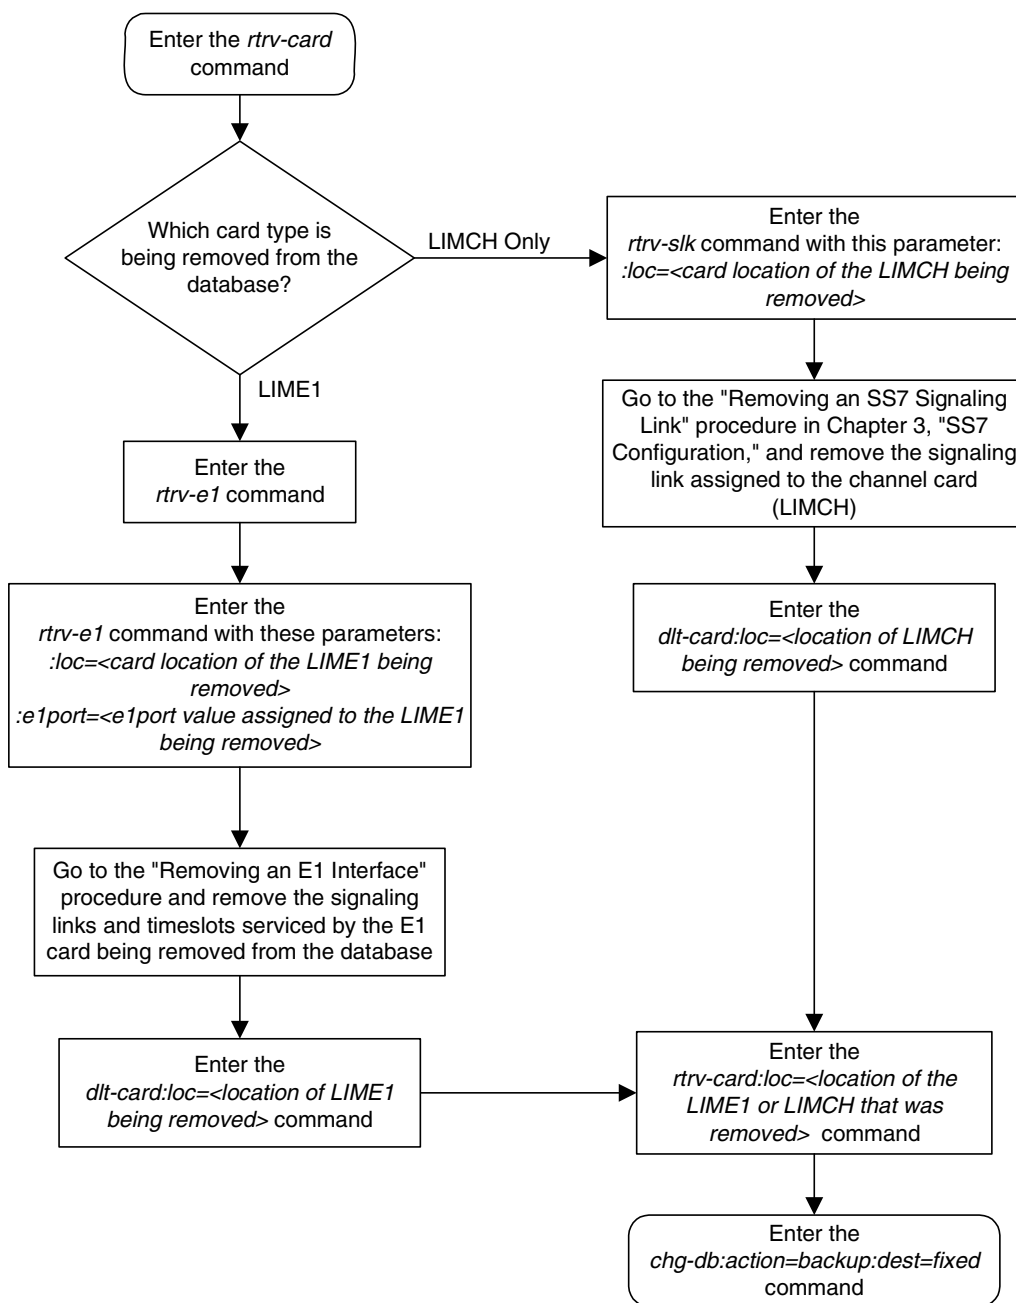 Enter the rtrv-card
command
Which card type is
being removed from the
database?
LIMCH Only
Enter the
rtrv-slk command with this parameter:
:loc=<card location of the LIMCH being
removed>
LIME1
Go to the "Removing an SS7 Signaling
Link" procedure in Chapter 3, "SS7
Configuration," and remove the signaling
link assigned to the channel card
(LIMCH)
Enter the
rtrv-e1 command
Enter the
rtrv-e1 command with these parameters:
:loc=<card location of the LIME1 being
removed>
:e1port=<e1port value assigned to the LIME1
being removed>
Enter the
dlt-card:loc=<location of LIMCH
being removed> command
Go to the "Removing an E1 Interface"
procedure and remove the signaling
links and timeslots serviced by the E1
card being removed from the database
Enter the
dlt-card:loc=<location of LIME1
being removed> command
Enter the
rtrv-card:loc=<location of the
LIME1 or LIMCH that was
removed> command
Enter the
chg-db:action=backup:dest=fixed
command